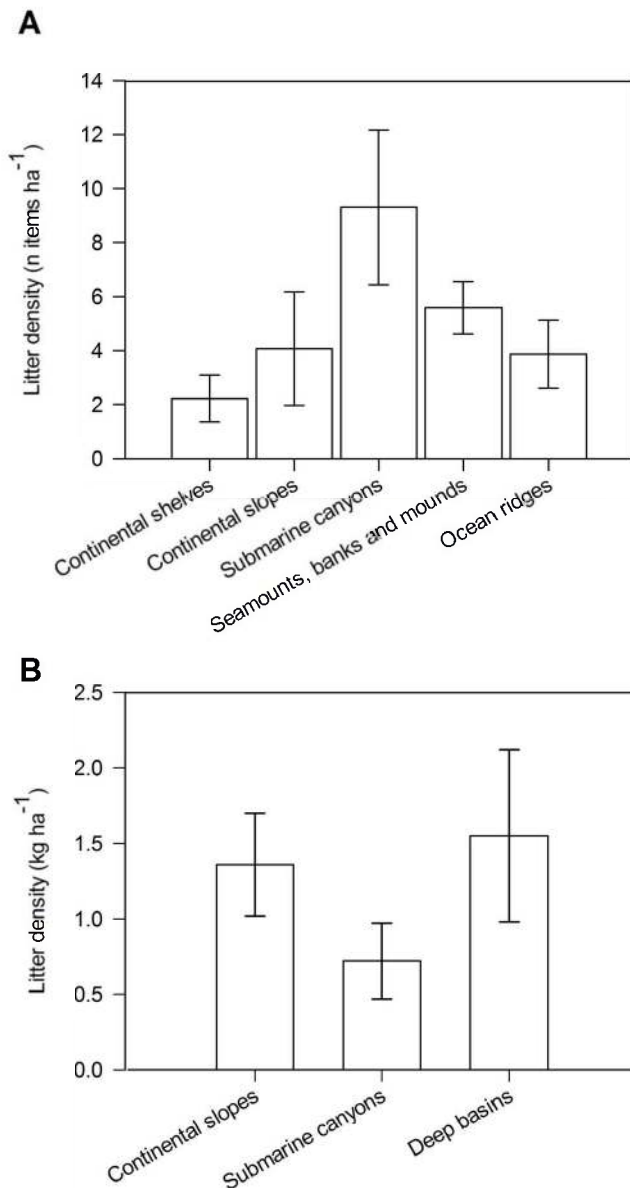 A
Litter density (n items ha-1)
14
12
10
8
6
4
2
0
Continental shelves
Continental slopes
Submarine canyons
Seamounts, banks and mounds
Ocean ridges
B
Litter density (kg ha-1)
2.5
2.0
1.5
1.0
0.5
0.0
Continental slopes
Submarine canyons
Deep basins